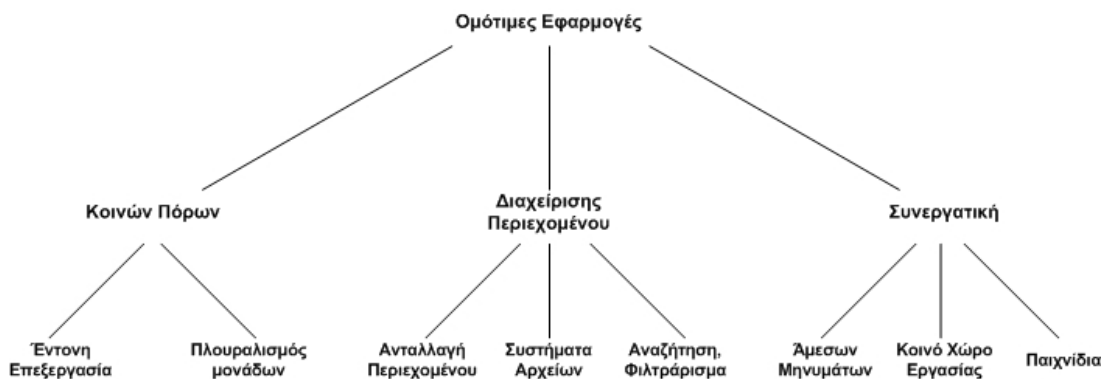 Ομότιμες Εφαρμογές
Κοινών Πόρων
Διαχείρισης
Περιεχομένου
Συνεργατική
Έντονη
Επεξεργασία
Πλουραλισμός
μονάδων
Ανταλλαγή
Περιεχομένου
Συστήματα
Αρχείων
Αναζήτηση,
Φιλτράρισμα
Άμεσων
Μηνυμάτων
Κοινό Χώρο
Εργασίας
Παιχνίδια